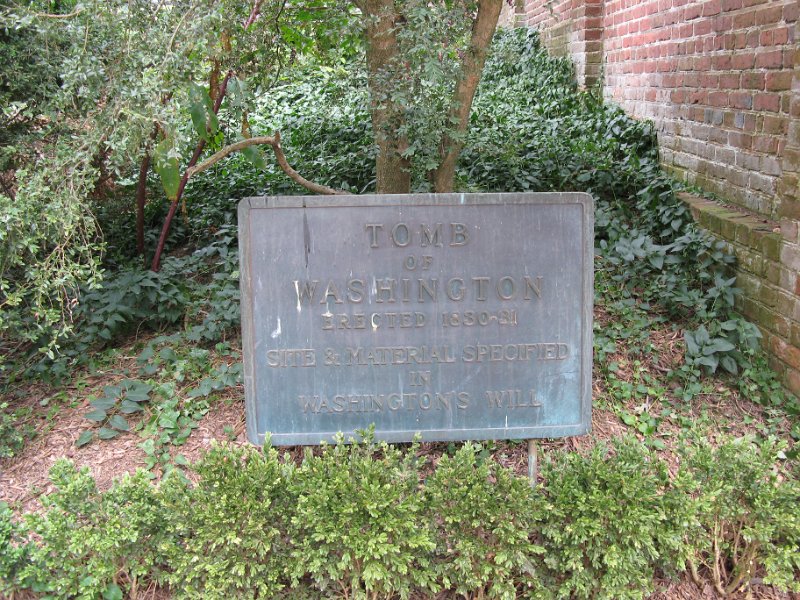 TOMB
OF
WASHINGTON
ERECTED 1830-31
SITE & MATERIAL SPECIFIED
IN
WASHINGTON'S WILL